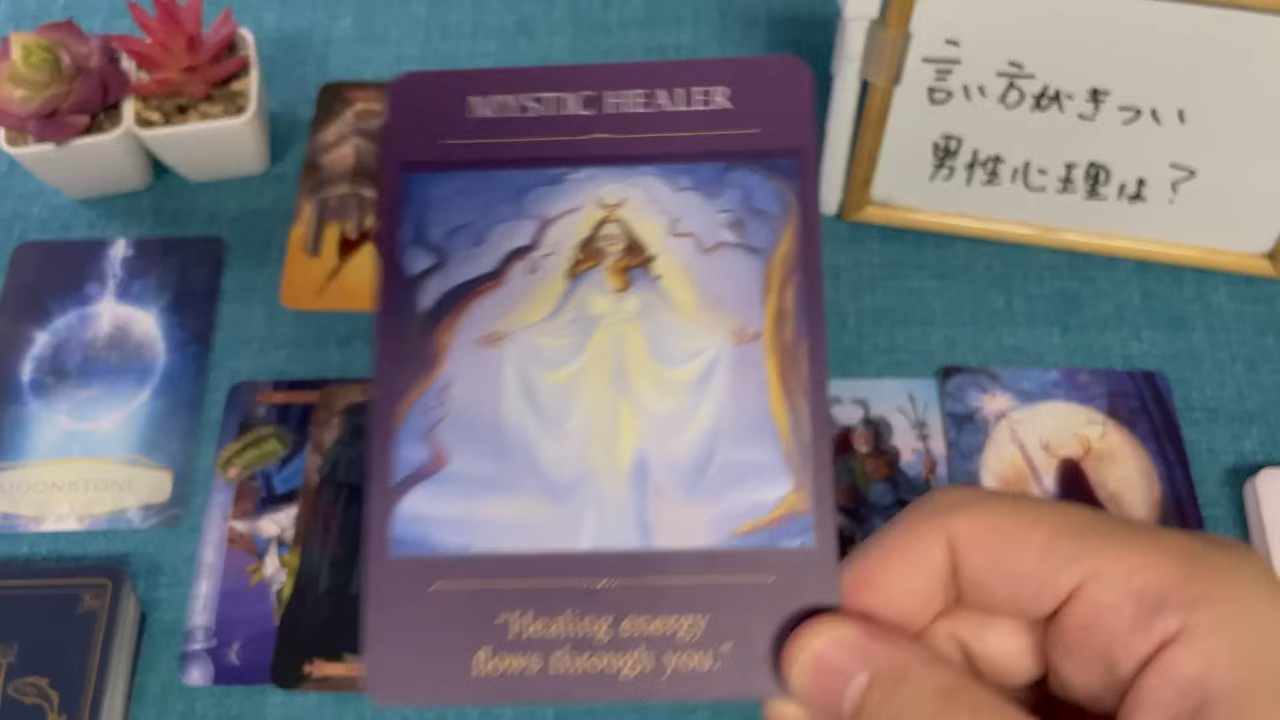 MYSTIC HEALER
言い方がきつい
男性心理は？
MOONSTONE
"Healing energy
flows through you."